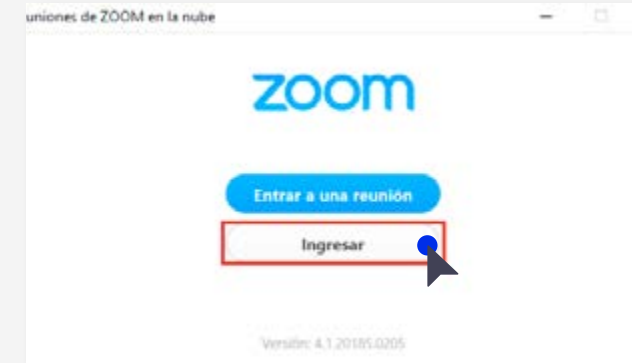 uniones de ZOOM en la nube
zoom
Entrar a una reunión
Ingresar
Versión: 4.1.20185.0205